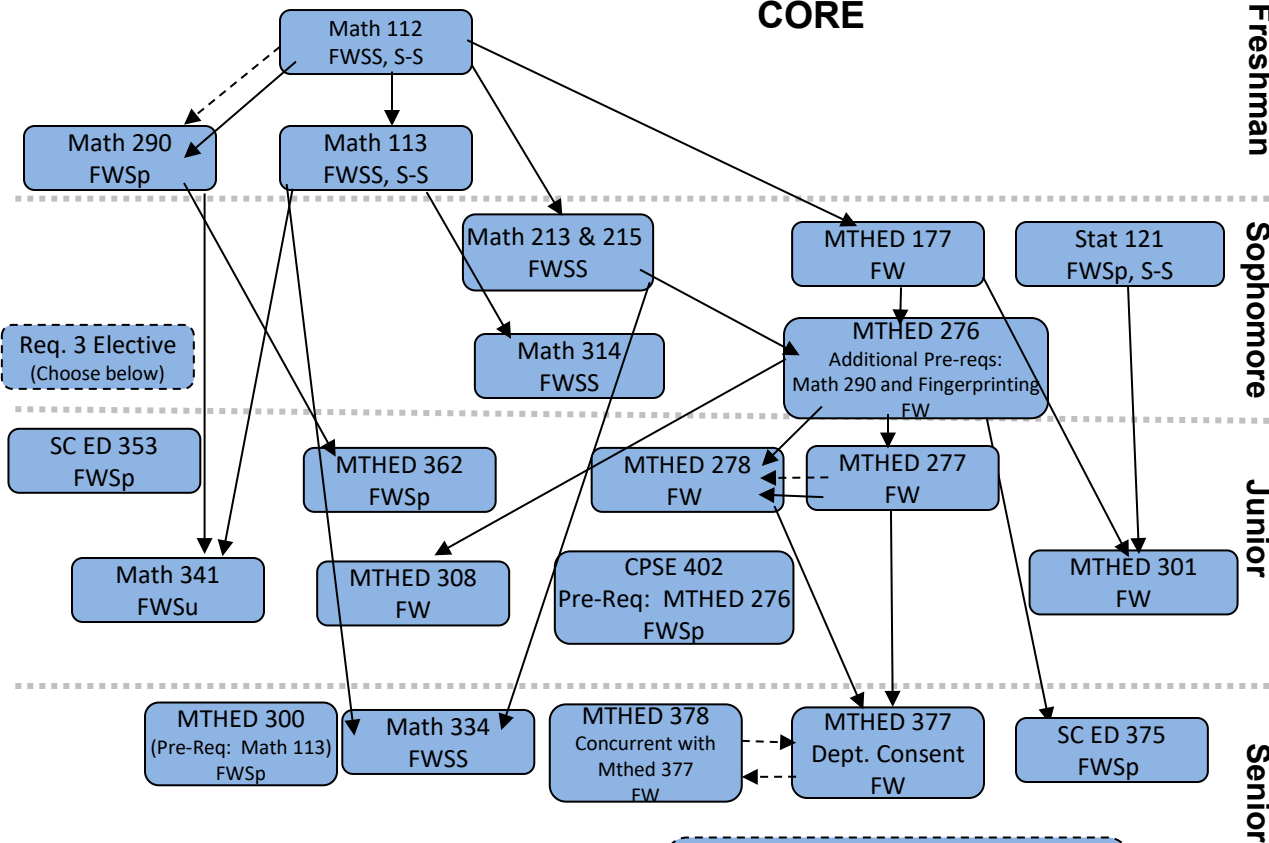 CORE
Freshman
Math 112
FWSS, S-S
Math 290
FWSp
Math 113
FWSS, S-S
Sophomore
Math 213 & 215
FWSS
MTHED 177
FW
Stat 121
FWSp, S-S
Req. 3 Elective
(Choose below)
Math 314
FWSS
MTHED 276
Additional Pre-reqs:
Math 290 and Fingerprinting
FW
Junior
SC ED 353
FWSp
MTHED 362
FWSp
MTHED 278
FW
MTHED 277
FW
Math 341
FWSu
MTHED 308
FW
CPSE 402
Pre-Req: MTHED 276
FWSp
MTHED 301
FW
Senior
MTHED 300
(Pre-Req: Math 113)
FWSp
Math 334
FWSS
MTHED 378
Concurrent with
Mthed 377
FW
MTHED 377
Dept. Consent
FW
SC ED 375
FWSp